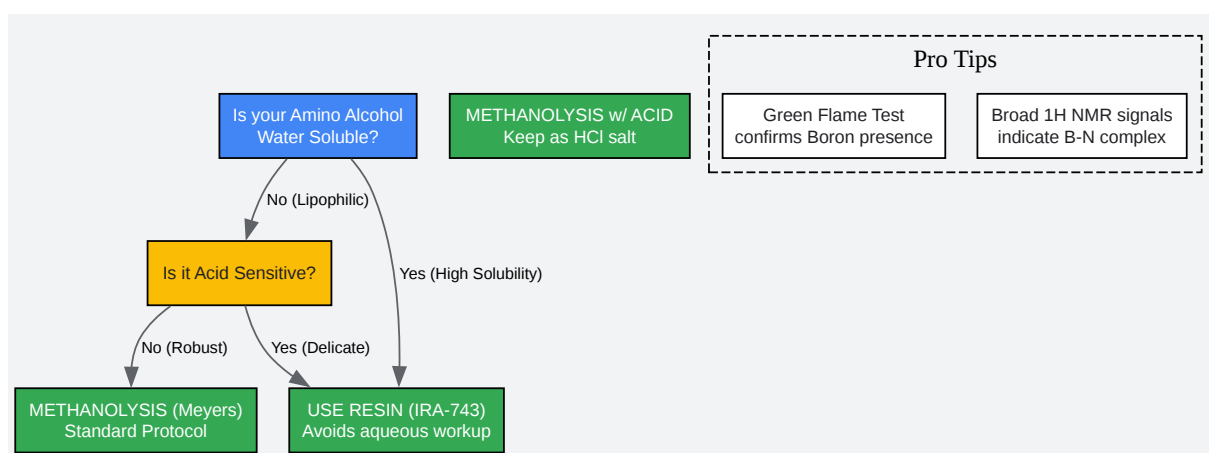 Pro Tips
Is your Amino Alcohol
Water Soluble?
METHANOLYSIS w/ ACID
Keep as HCl salt
Green Flame Test
confirms Boron presence
Broad 1H NMR signals
indicate B-N complex
No (Lipophilic)
Is it Acid Sensitive?
Yes (High Solubility)
No (Robust)
Yes (Delicate)
METHANOLYSIS (Meyers)
Standard Protocol
USE RESIN (IRA-743)
Avoids aqueous workup